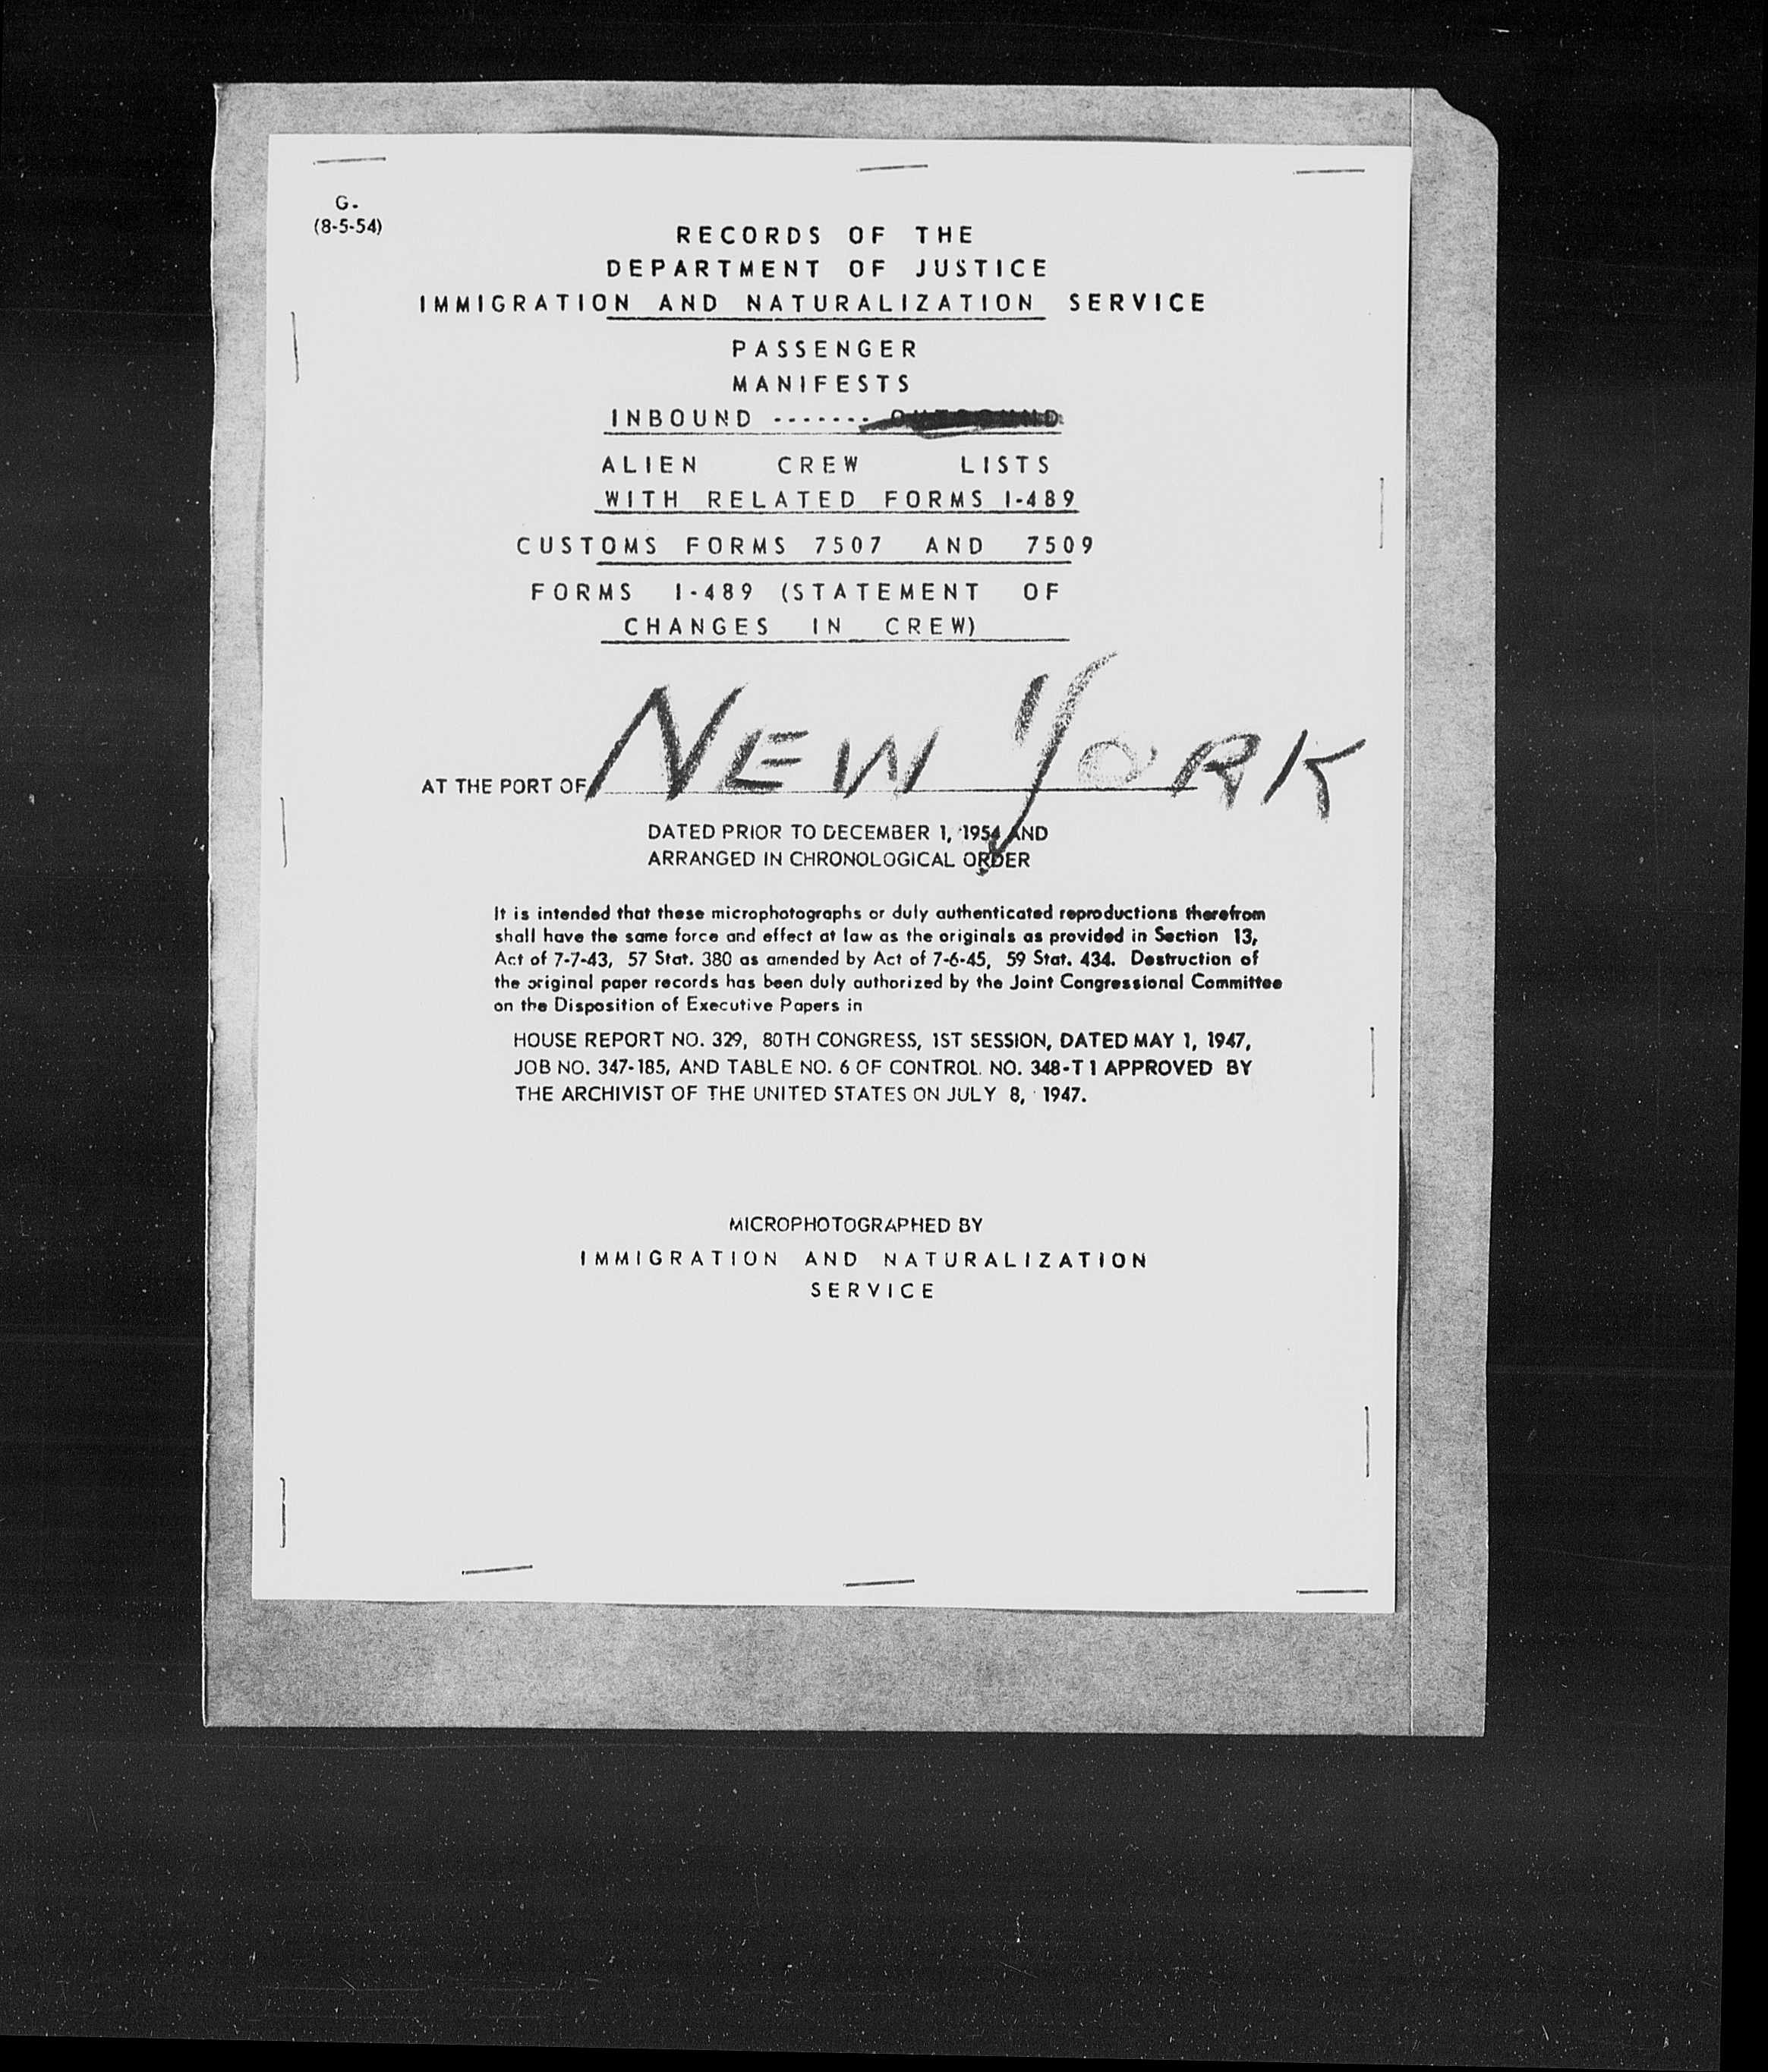 G.
(8-5-54)
RECORDS OF THE
DEPARTMENT OF JUSTICE
IMMIGRATION AND NATURALIZATION SERVICE
PASSENGER
MANIFESTS
INBOUND -------
ALIEN CREW LISTS
WITH RELATED FORMS I-489
CUSTOMS FORMS 7507 AND 7509
FORMS I-489 (STATEMENT OF
CHANGES IN CREW)
AT THE PORT OF NEW YORK
DATED PRIOR TO DECEMBER 1, 1954 AND
ARRANGED IN CHRONOLOGICAL ORDER
It is intended that these microphotographs or duly authenticated reproductions therefrom
shall have the same force and effect at law as the originals as provided in Section 13,
Act of 7-7-43, 57 Stat. 380 as amended by Act of 7-6-45, 59 Stat. 434. Destruction of
the original paper records has been duly authorized by the Joint Congressional Committee
on the Disposition of Executive Papers in
HOUSE REPORT NO. 329, 80TH CONGRESS, 1ST SESSION, DATED MAY 1, 1947,
JOB NO. 347-185, AND TABLE NO. 6 OF CONTROL NO. 348-T1 APPROVED BY
THE ARCHIVIST OF THE UNITED STATES ON JULY 8, 1947.
MICROPHOTOGRAPHED BY
IMMIGRATION AND NATURALIZATION
SERVICE